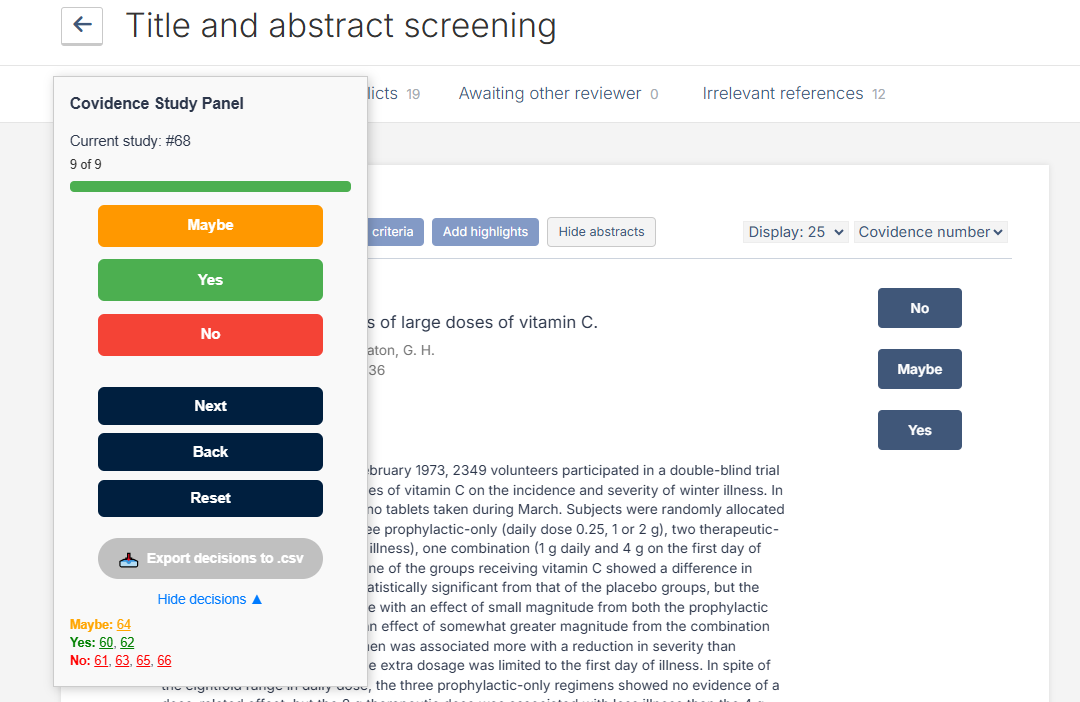 Title and abstract screening
licts 19
Awaiting other reviewer 0
Irrelevant references 12
Covidence Study Panel
Current study: #68
9 of 9
Maybe
Yes
No
Next
Back
Reset
Export decisions to .csv
Hide decisions ▲
Maybe: 64
Yes: 60, 62
No: 61, 63, 65, 66
criteria
Add highlights
Hide abstracts
Display: 25
Covidence number
s of large doses of vitamin C.
aton, G. H.
36
No
Maybe
Yes
ebruary 1973, 2349 volunteers participated in a double-blind trial
es of vitamin C on the incidence and severity of winter illness. In
no tablets taken during March. Subjects were randomly allocated
ee prophylactic-only (daily dose 0.25, 1 or 2 g), two therapeutic-
illness), one combination (1 g daily and 4 g on the first day of
ne of the groups receiving vitamin C showed a difference in
atistically significant from that of the placebo groups, but the
e with an effect of small magnitude from both the prophylactic
n effect of somewhat greater magnitude from the combination
en was associated more with a reduction in severity than
e extra dosage was limited to the first day of illness. In spite of
the eightfold range in daily dose, the three prophylactic-only regimens showed no evidence of a